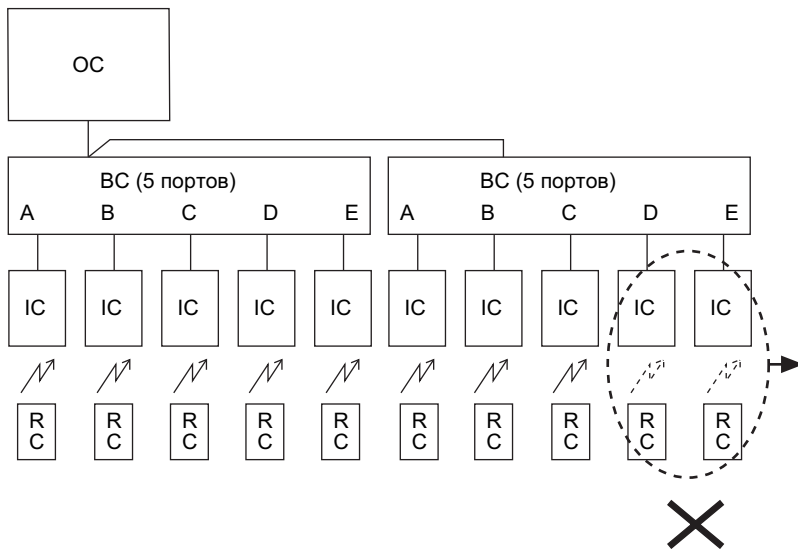 OC
BC (5 портов) BC (5 портов)
A B C D E A B C D E
IC IC IC IC IC IC IC IC IC IC
R R R R R R R R R R
C C C C C C C C C C